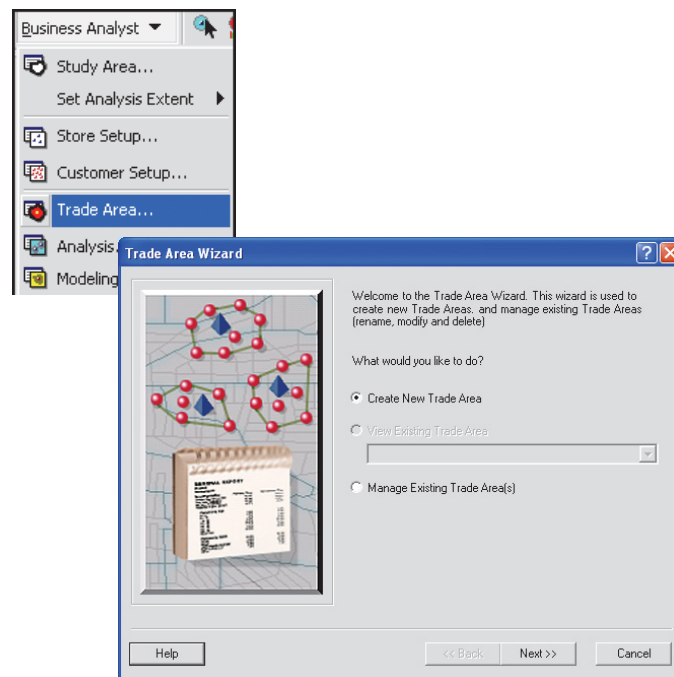 Business Analyst
Study Area...
Set Analysis Extent
Store Setup...
Customer Setup...
Trade Area...
Analysis
Modeling
Trade Area Wizard
Welcome to the Trade Area Wizard. This wizard is used to
create new Trade Areas. and manage existing Trade Areas
(rename, modify and delete)
What would you like to do?
Create New Trade Area
View Existing Trade Area
Manage Existing Trade Area(s)
Help
<< Back
Next >>
Cancel